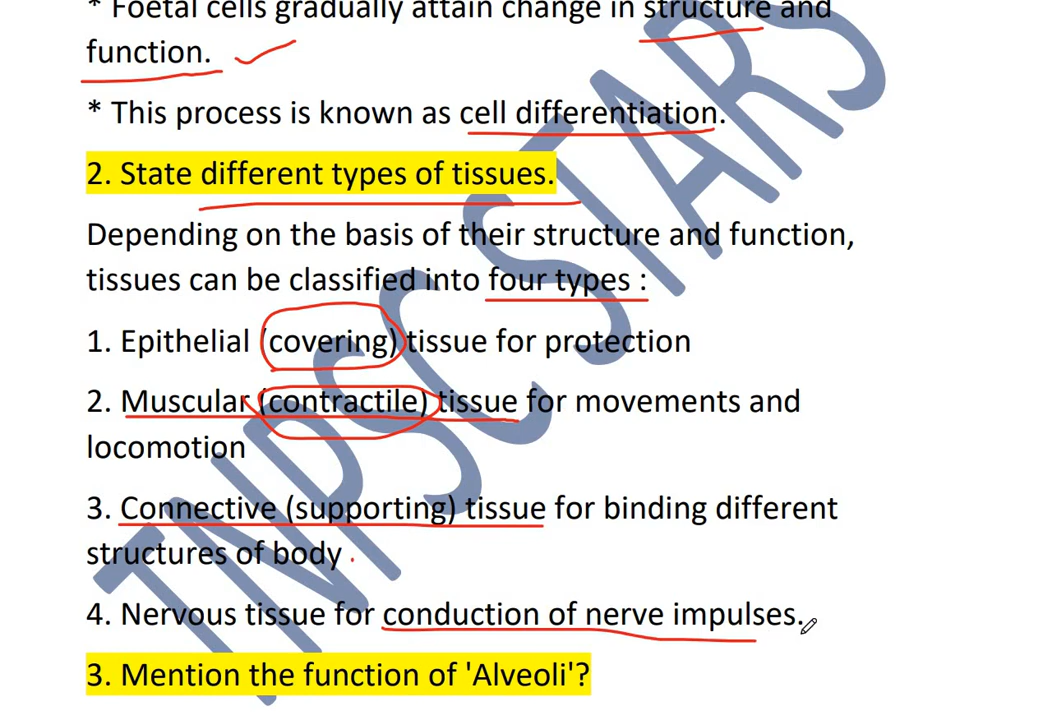 * Foetal cells gradually attain change in structure and
function.
* This process is known as cell differentiation.
2. State different types of tissues.
Depending on the basis of their structure and function,
tissues can be classified into four types :
1. Epithelial (covering) tissue for protection
2. Muscular (contractile) tissue for movements and
locomotion
3. Connective (supporting) tissue for binding different
structures of body
4. Nervous tissue for conduction of nerve impulses.
3. Mention the function of 'Alveoli'?
TNPSC STARS